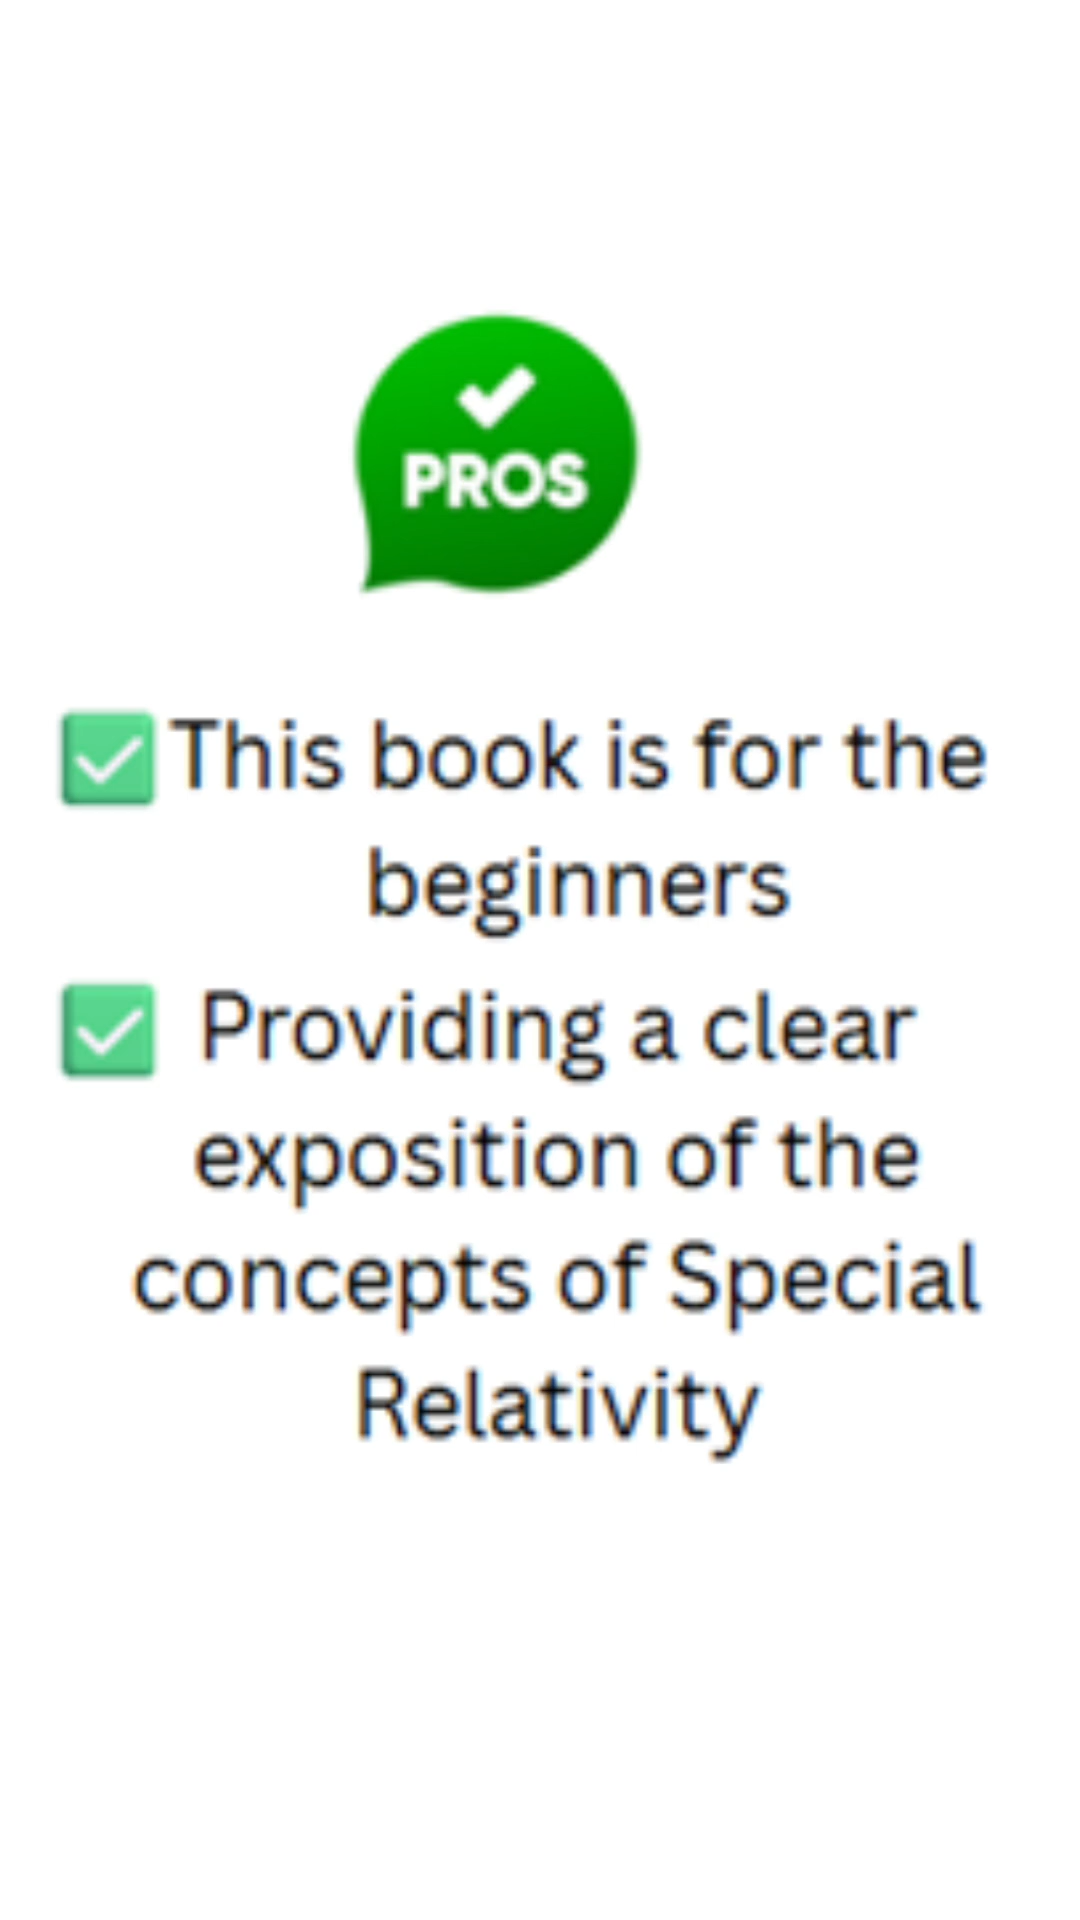 PROS
This book is for the
beginners
Providing a clear
exposition of the
concepts of Special
Relativity